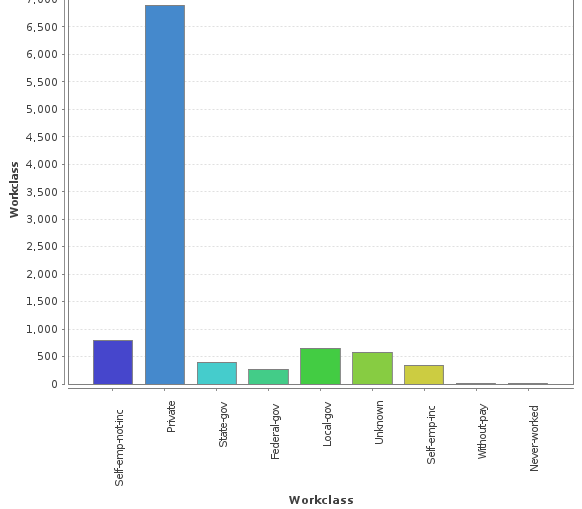 7,000
6,500
6,000
5,500
5,000
4,500
4,000
3,500
3,000
2,500
2,000
1,500
1,000
500
0
Workclass
Self-emp-not-inc
Private
State-gov
Federal-gov
Local-gov
Unknown
Self-emp-inc
Without-pay
Never-worked
Workclass